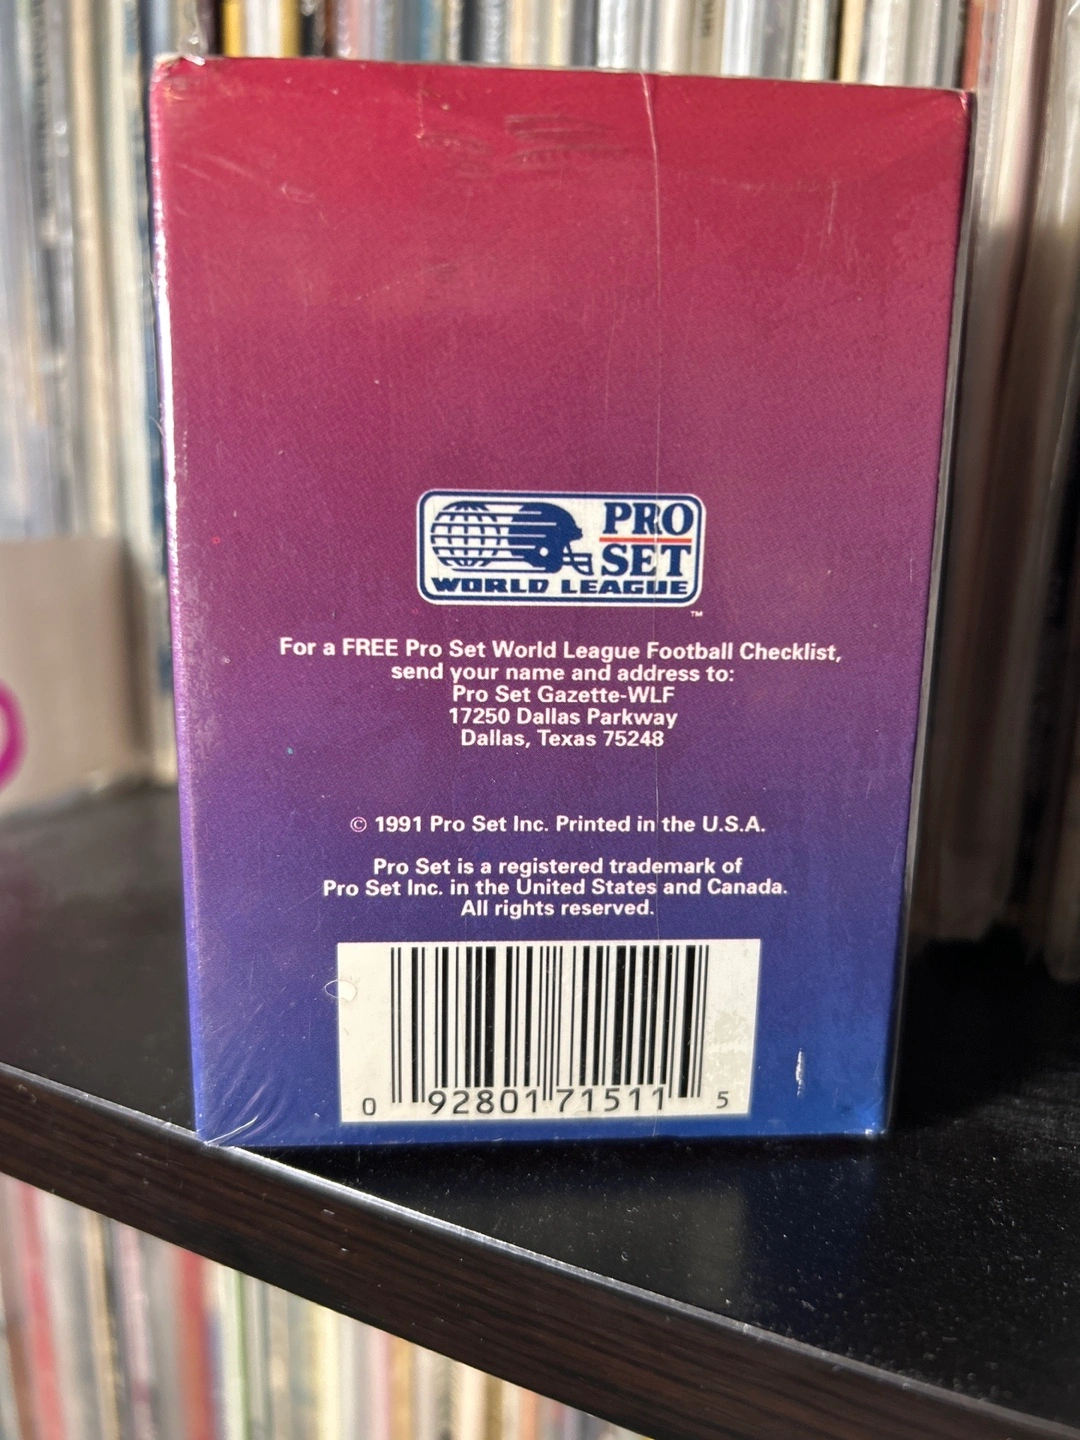 PRO
SET
WORLD LEAGUE
™
For a FREE Pro Set World League Football Checklist,
send your name and address to:
Pro Set Gazette-WLF
17250 Dallas Parkway
Dallas, Texas 75248
© 1991 Pro Set Inc. Printed in the U.S.A.
Pro Set is a registered trademark of
Pro Set Inc. in the United States and Canada.
All rights reserved.
0 92801 71511 5